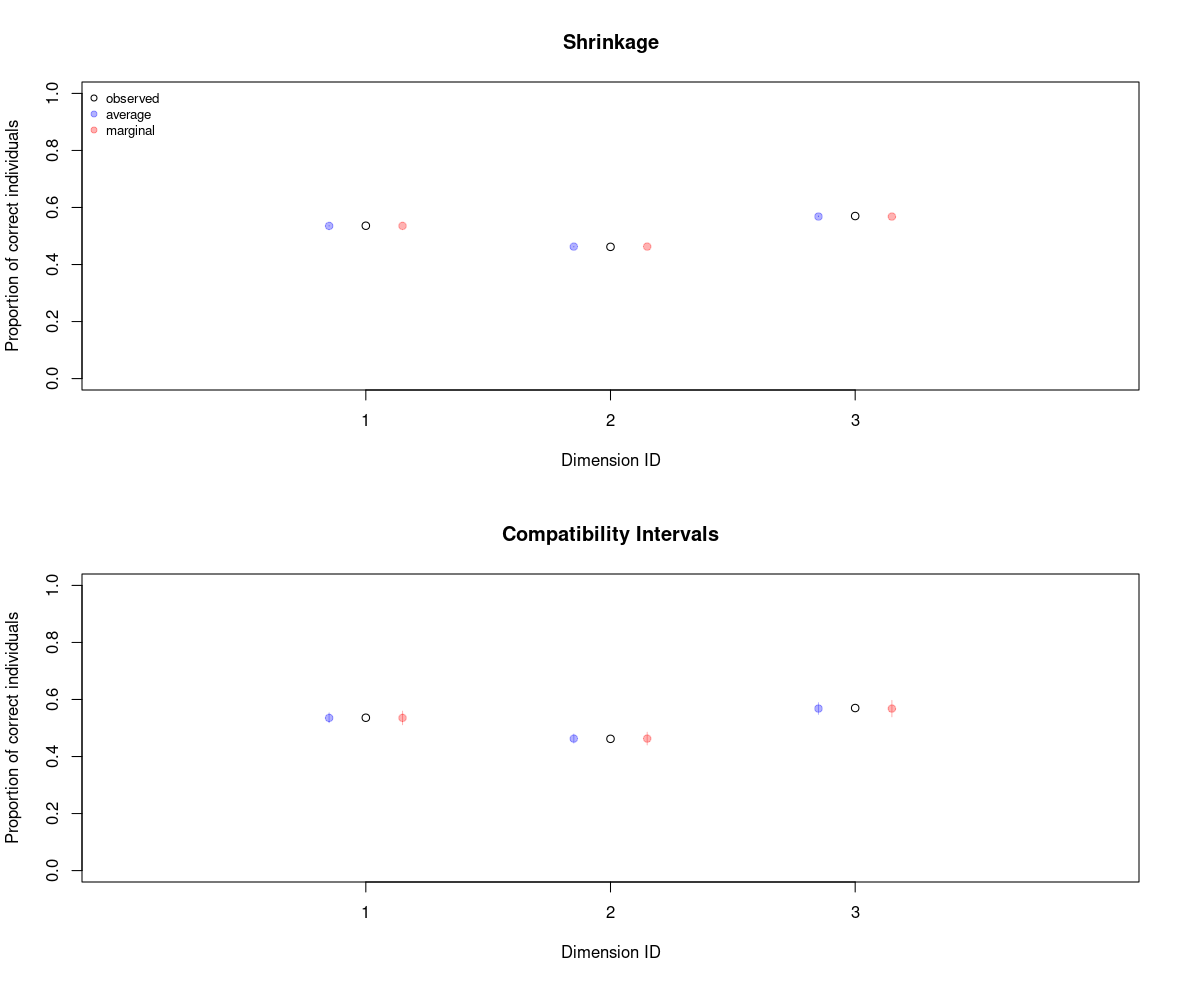 Shrinkage
Proportion of correct individuals
1.0
0.8
0.6
0.4
0.2
0.0
observed
average
marginal
1 2 3
Dimension ID
Compatibility Intervals
Proportion of correct individuals
1.0
0.8
0.6
0.4
0.2
0.0
1 2 3
Dimension ID